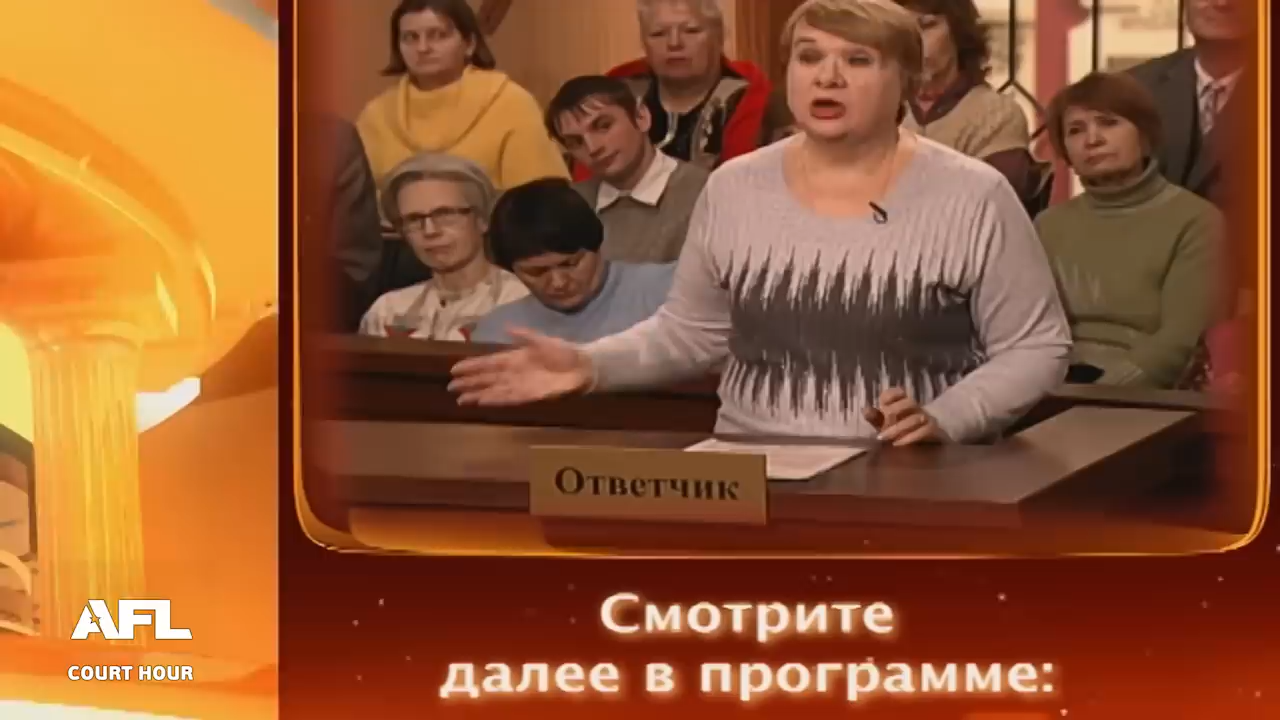 Ответчик
Смотрите
далее в программе:
AFL
COURT HOUR